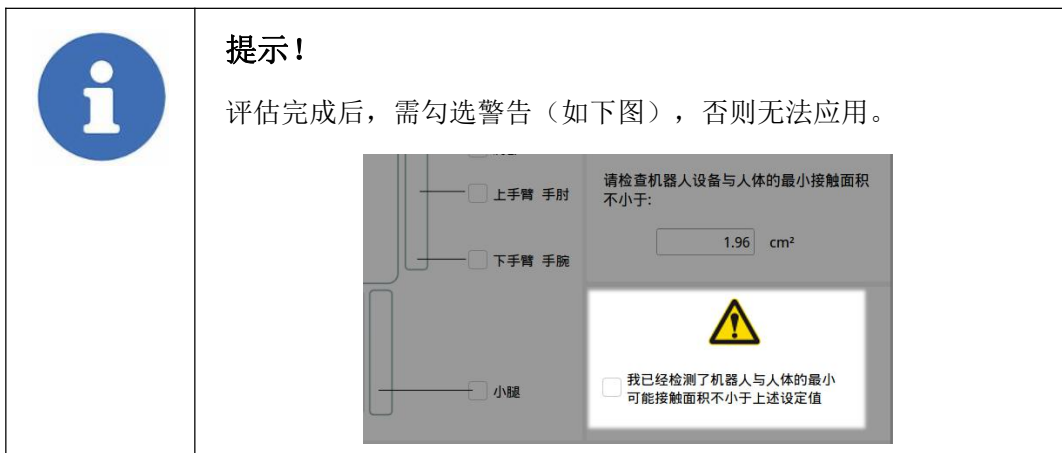 提示！
评估完成后，需勾选警告（如下图），否则无法应用。
请检查机器人设备与人体的最小接触面积
不小于:
上手臂 手肘
1.96 cm²
下手臂 手腕
我已经检测了机器人与人体的最小
可能接触面积不小于上述设定值
小腿